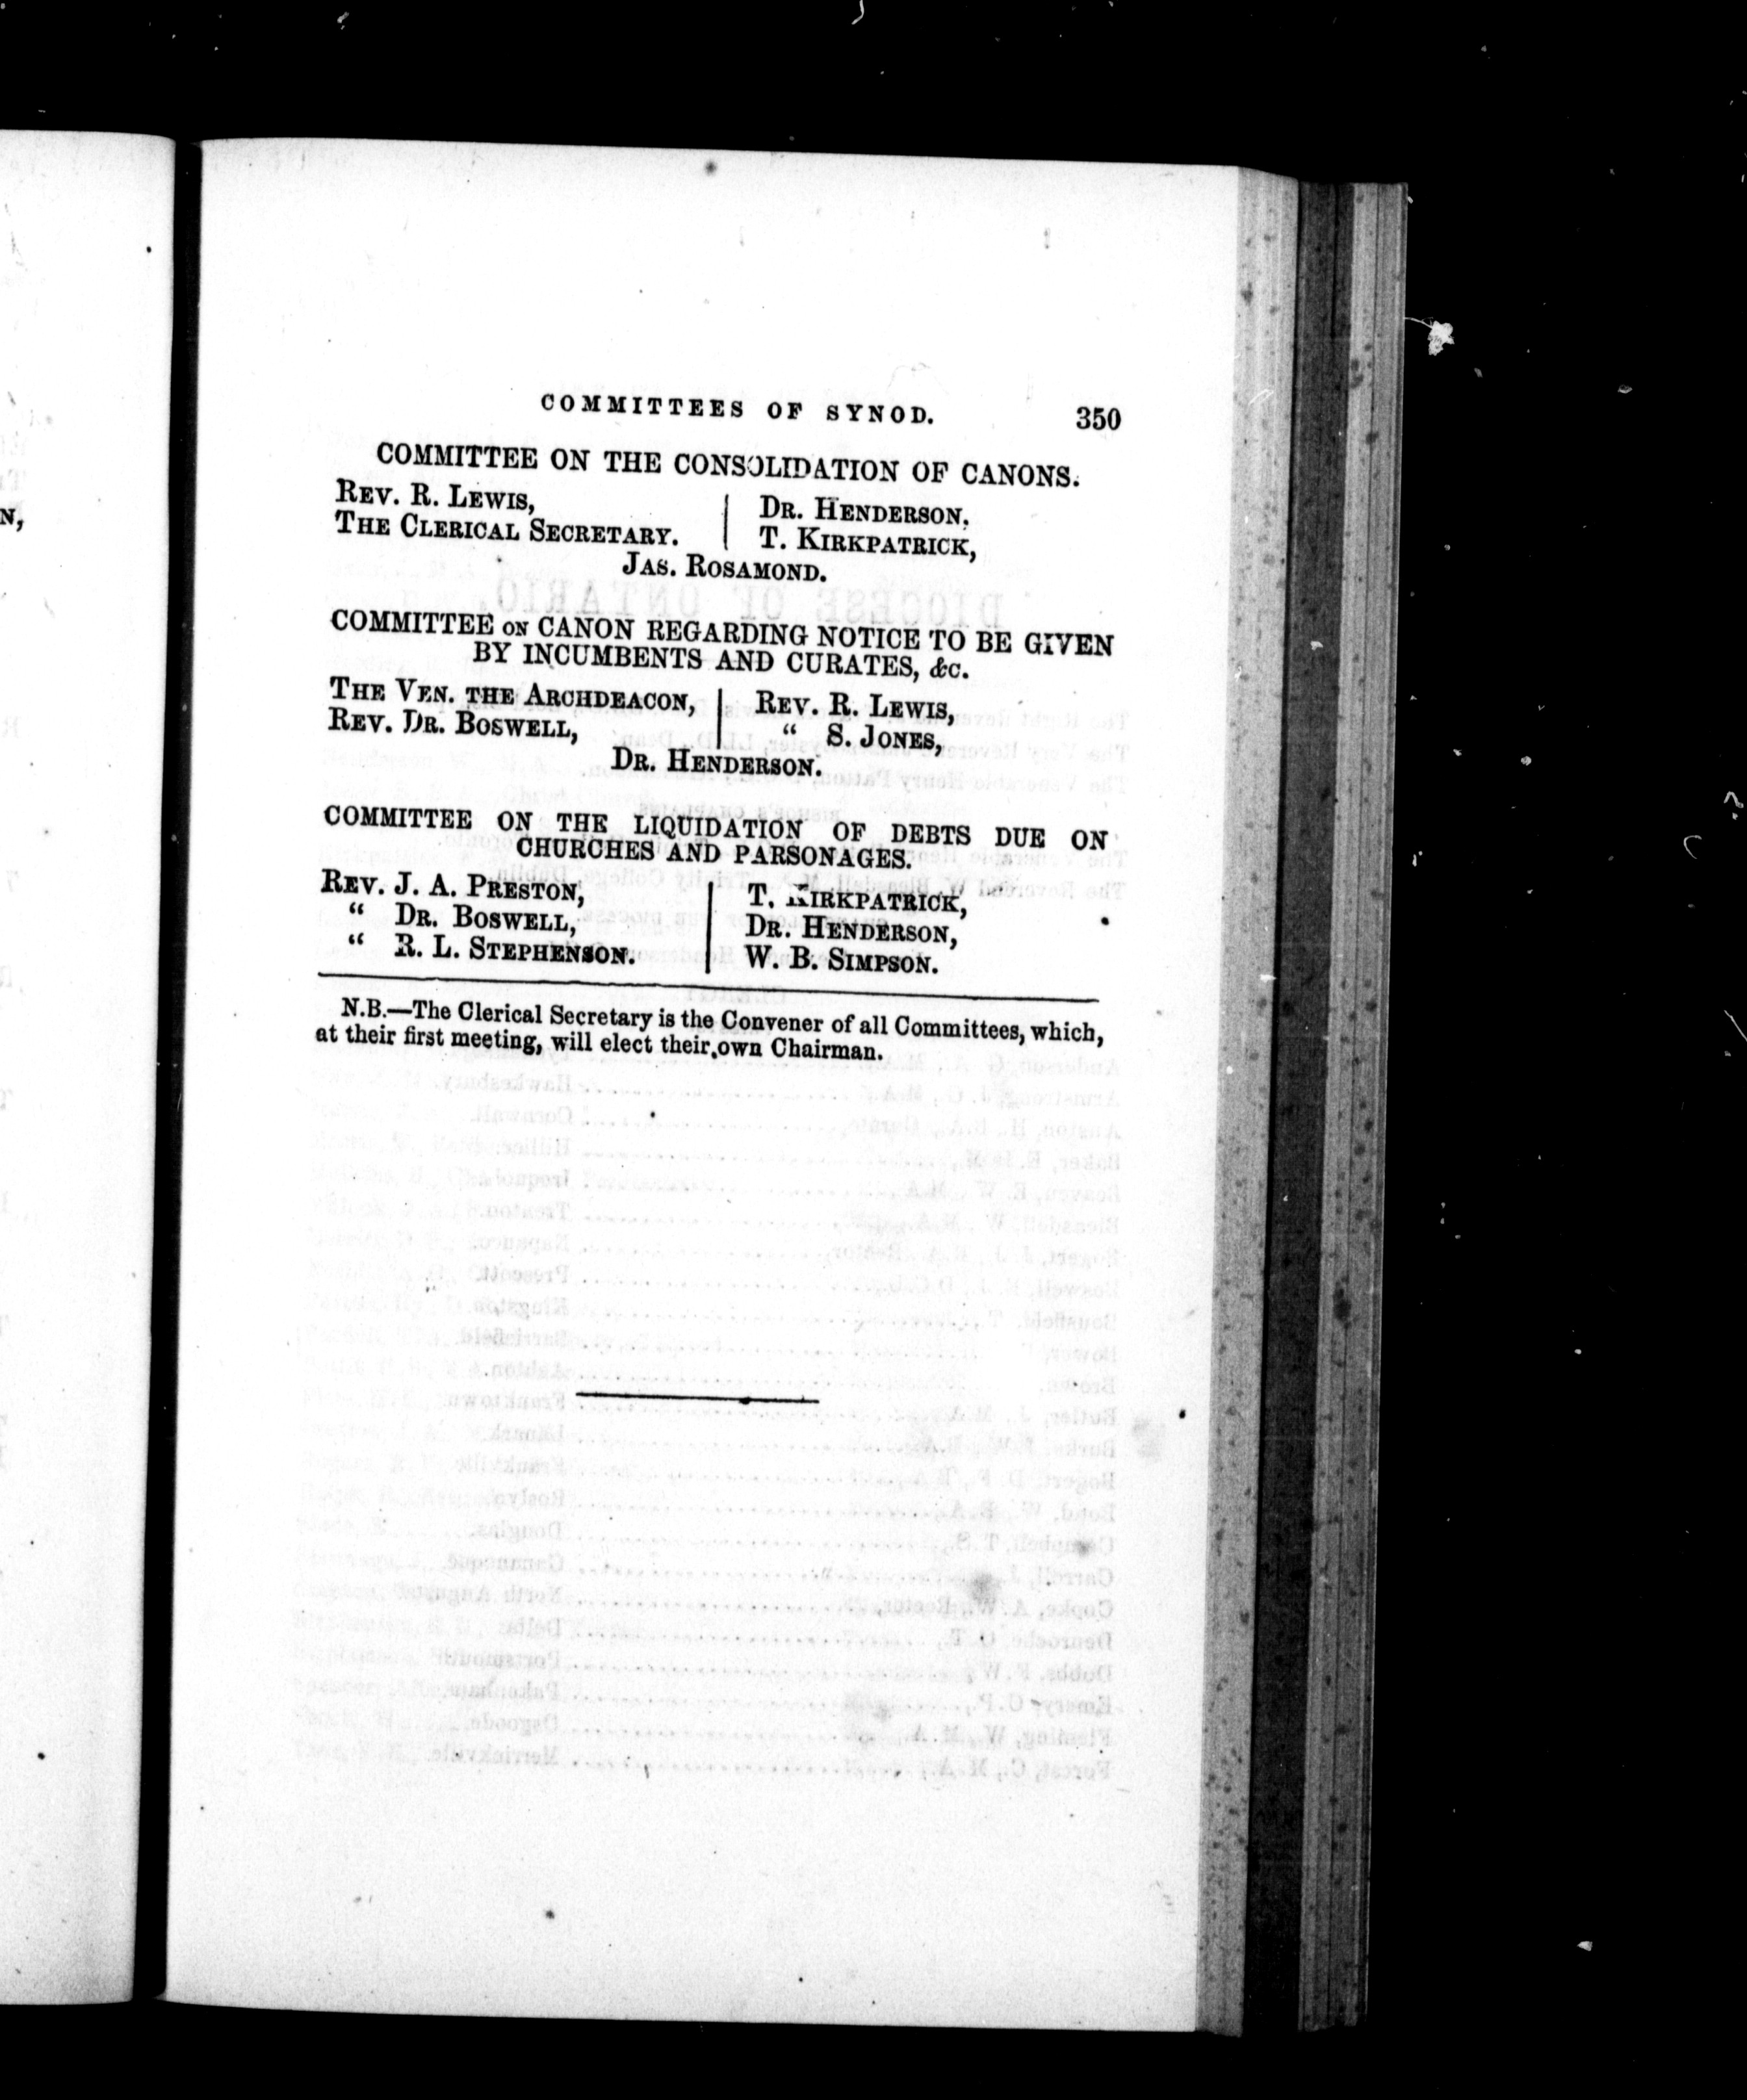 COMMITTEES OF SYNOD. 350
COMMITTEE ON THE CONSOLIDATION OF CANONS.
REV. R. LEWIS,
THE CLERICAL SECRETARY.
DR. HENDERSON,
T. KIRKPATRICK,
JAS. ROSAMOND.
COMMITTEE ON CANON REGARDING NOTICE TO BE GIVEN
BY INCUMBENTS AND CURATES, &C.
THE VEN. THE ARCHDEACON,
REV. DR. BOSWELL,
REV. R. LEWIS,
“ S. JONES,
DR. HENDERSON.
COMMITTEE ON THE LIQUIDATION OF DEBTS DUE ON
CHURCHES AND PARSONAGES.
REV. J. A. PRESTON,
“ DR. BOSWELL,
“ R. L. STEPHENSON.
T. KIRKPATRICK,
DR. HENDERSON,
W. B. SIMPSON.
N.B.—The Clerical Secretary is the Convener of all Committees, which,
at their first meeting, will elect their own Chairman.